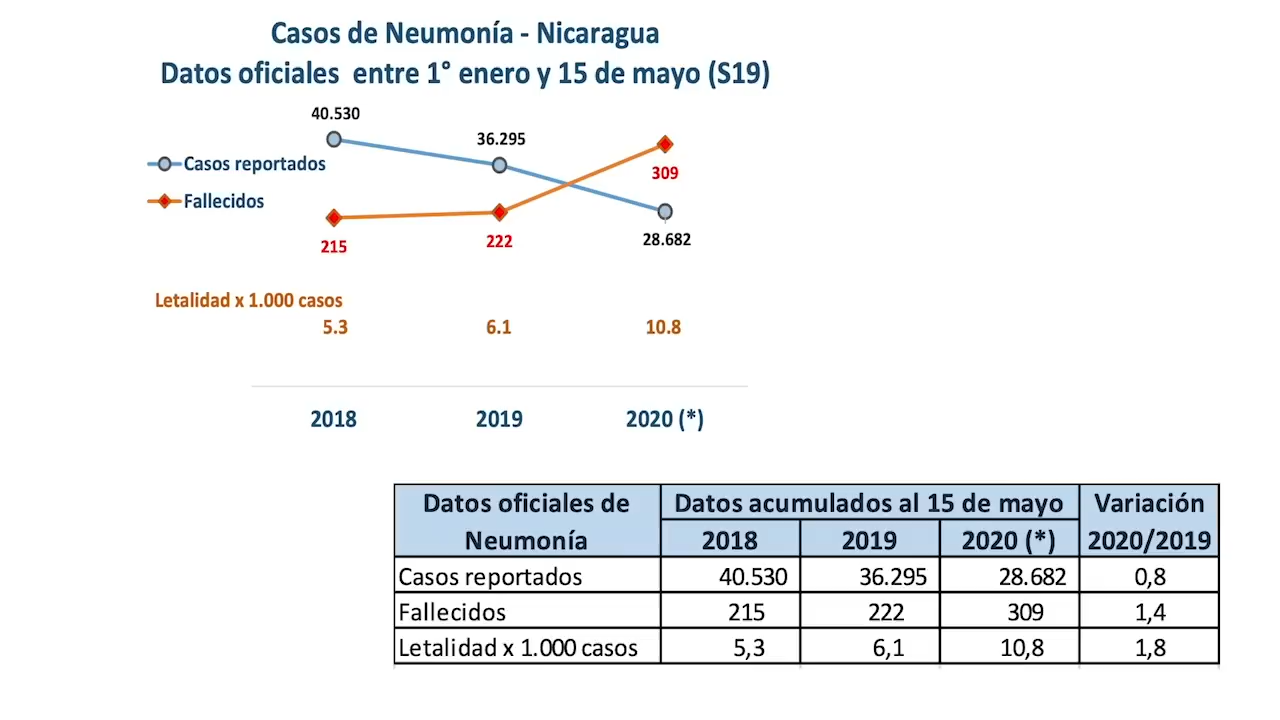 Casos de Neumonía - Nicaragua
Datos oficiales entre 1° enero y 15 de mayo (S19)
40.530
36.295
Casos reportados
309
Fallecidos
215
222
28.682
Letalidad x 1.000 casos
5.3 6.1 10.8
2018 2019 2020 (*)
Datos oficiales de Neumonía Datos acumulados al 15 de mayo Variación 2020/2019
2018 2019 2020 (*)
Casos reportados 40.530 36.295 28.682 0,8
Fallecidos 215 222 309 1,4
Letalidad x 1.000 casos 5,3 6,1 10,8 1,8